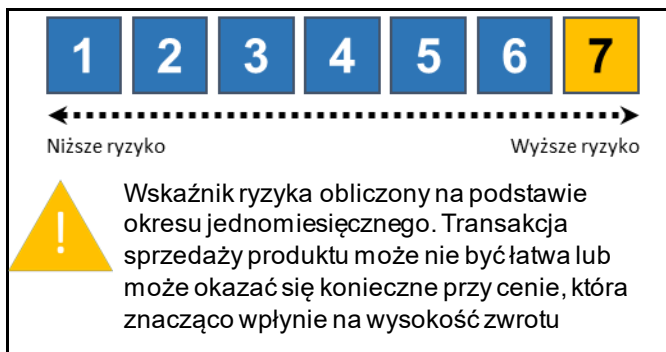 1 2 3 4 5 6 7
Niższe ryzyko Wyższe ryzyko
! Wskaźnik ryzyka obliczony na podstawie
okresu jednomiesięcznego. Transakcja
sprzedaży produktu może nie być łatwa lub
może okazać się konieczne przy cenie, która
znacząco wpłynie na wysokość zwrotu